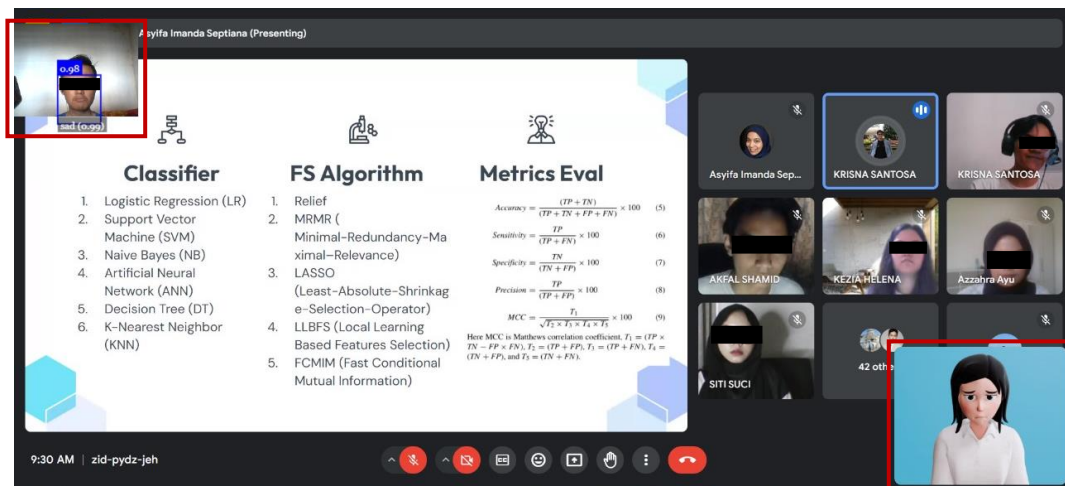 Asyifa Imanda Septiana (Presenting)
0.98
sad (0.99)
Classifier
1. Logistic Regression (LR)
2. Support Vector
Machine (SVM)
3. Naive Bayes (NB)
4. Artificial Neural
Network (ANN)
5. Decision Tree (DT)
6. K-Nearest Neighbor
(KNN)
FS Algorithm
1. Relief
2. MRMR (
Minimal-Redundancy-Ma
ximal-Relevance)
3. LASSO
(Least-Absolute-Shrinkag
e-Selection-Operator)
4. LLBFS (Local Learning
Based Features Selection)
5. FCMIM (Fast Conditional
Mutual Information)
Metrics Eval
Accuracy = (TP + TN) / (TP + TN + FP + FN) × 100 (5)
Sensitivity = TP / (TP + FN) × 100 (6)
Specificity = TN / (TN + FP) × 100 (7)
Precision = TP / (TP + FP) × 100 (8)
MCC = T₁ / √(T₂ × T₃ × T₄ × T₅) × 100 (9)
Here MCC is Matthews correlation coefficient, T₁ = (TP ×
TN − FP × FN), T₂ = (TP + FP), T₃ = (TP + FN), T₄ =
(TN + FP), and T₅ = (TN + FN).
Asyifa Imanda Sep...
KRISNA SANTOSA
KRISNA SANTOSA
AKFAL SHAMID
KEZIA HELENA
Azzahra Ayu
SITI SUCI
42 othe
9:30 AM | zid-pydz-jeh